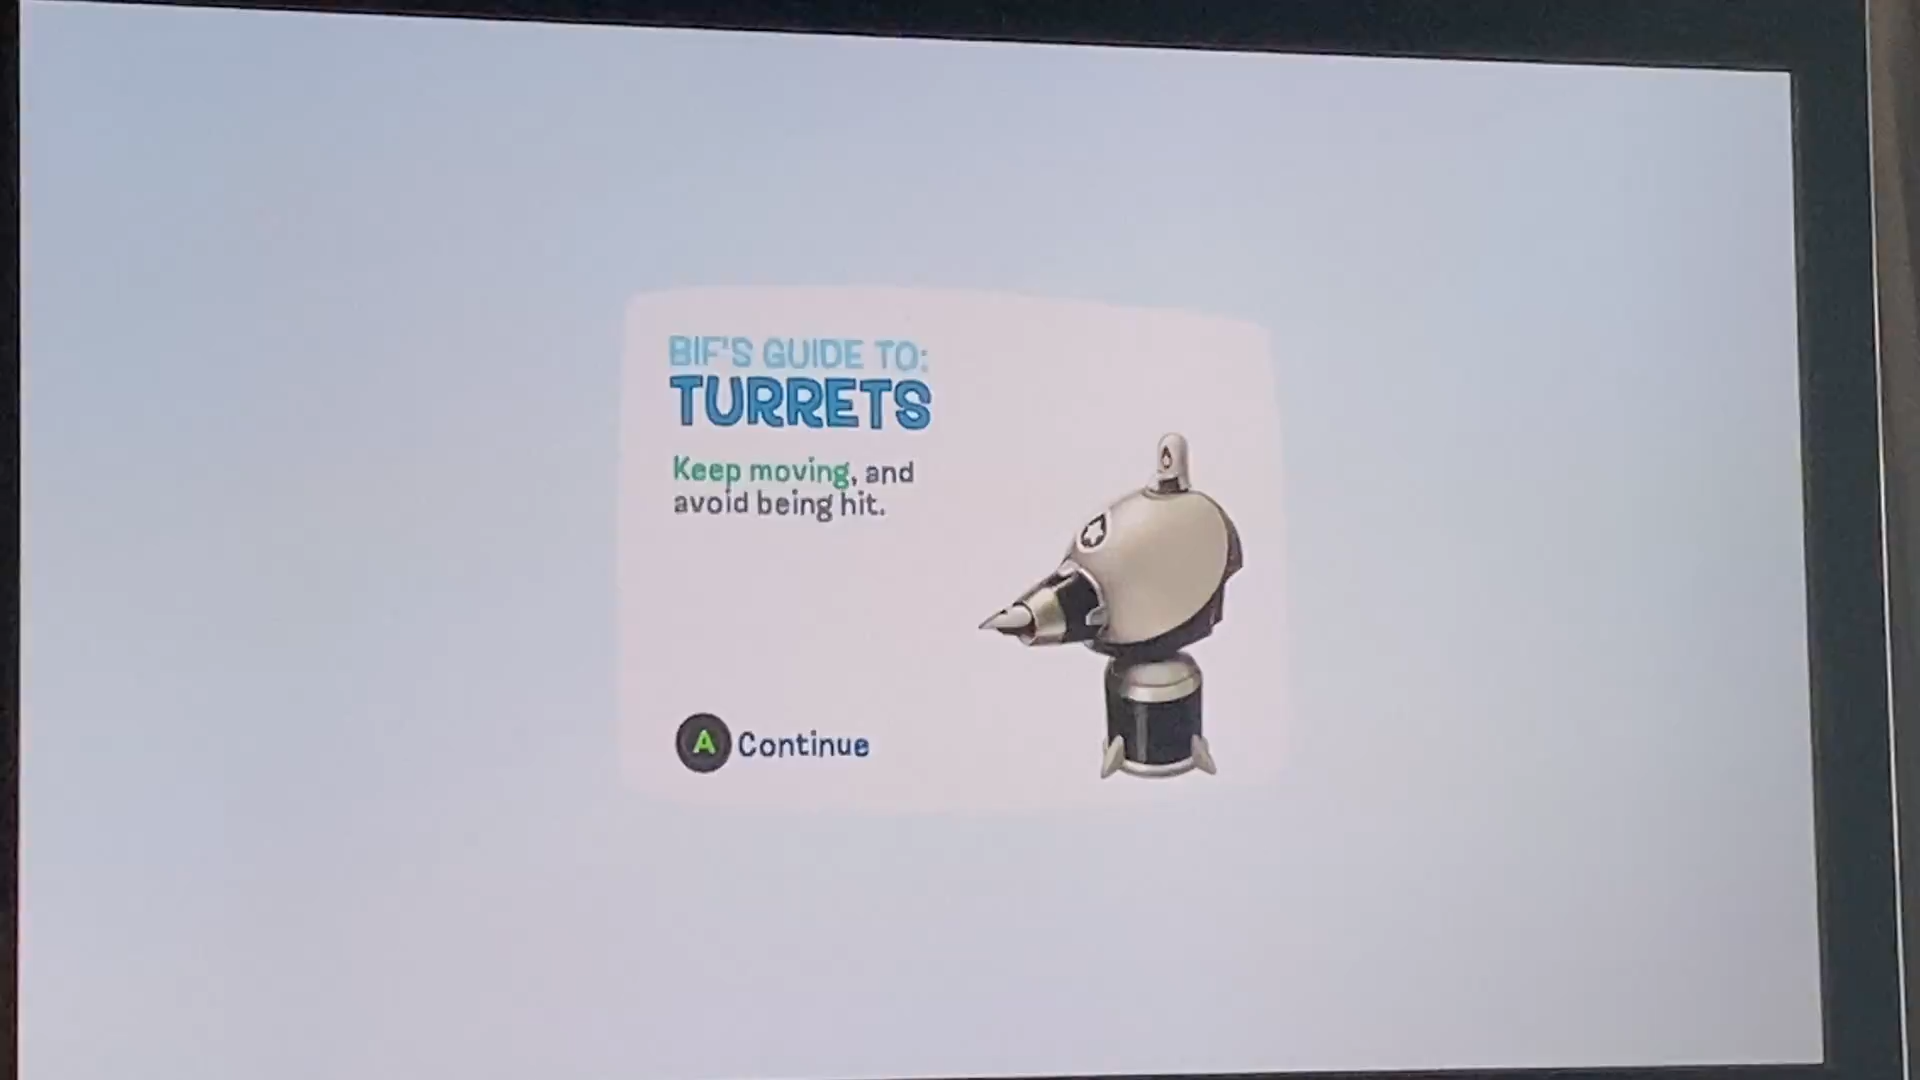 BIF'S GUIDE TO:
TURRETS
Keep moving, and
avoid being hit.
A Continue